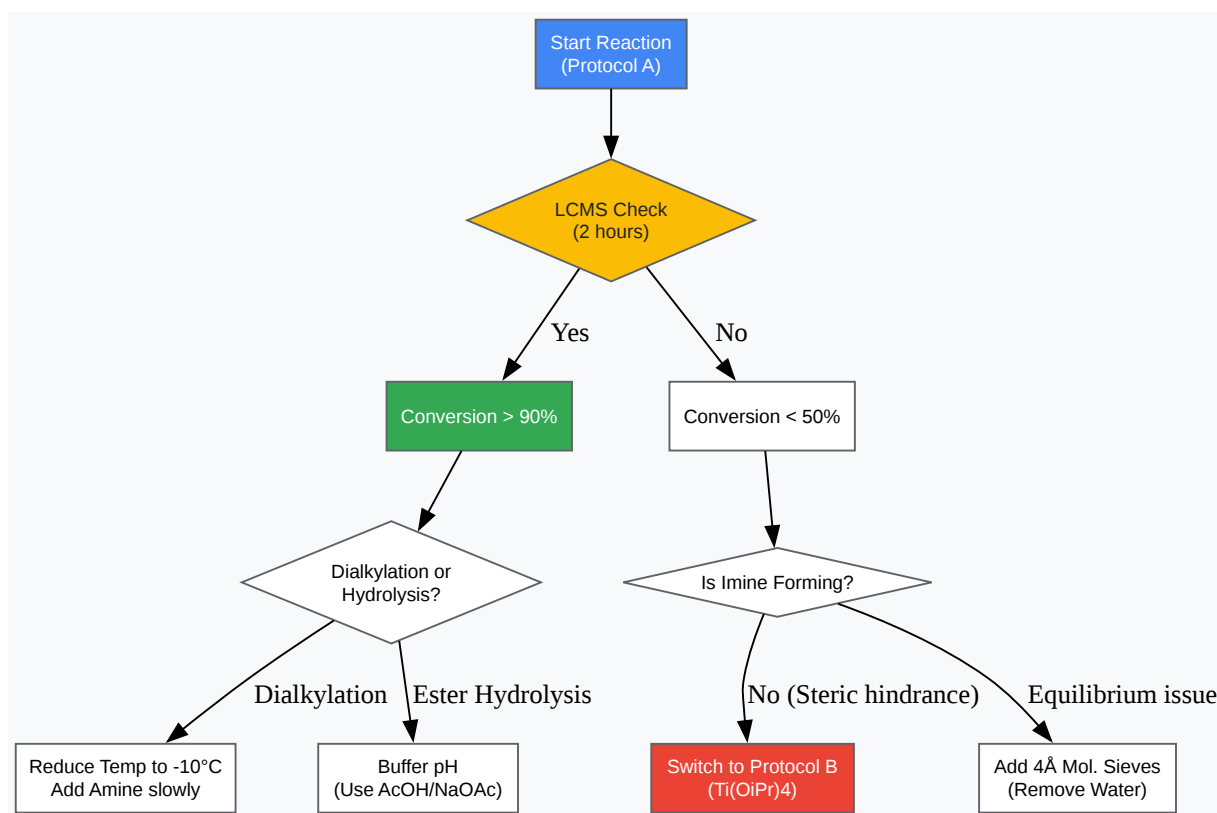 Start Reaction
(Protocol A)
LCMS Check
(2 hours)
Yes
No
Conversion > 90%
Conversion < 50%
Dialkylation or
Hydrolysis?
Is Imine Forming?
Dialkylation
Ester Hydrolysis
No (Steric hindrance)
Equilibrium issue
Reduce Temp to -10°C
Add Amine slowly
Buffer pH
(Use AcOH/NaOAc)
Switch to Protocol B
(Ti(OiPr)4)
Add 4Å Mol. Sieves
(Remove Water)